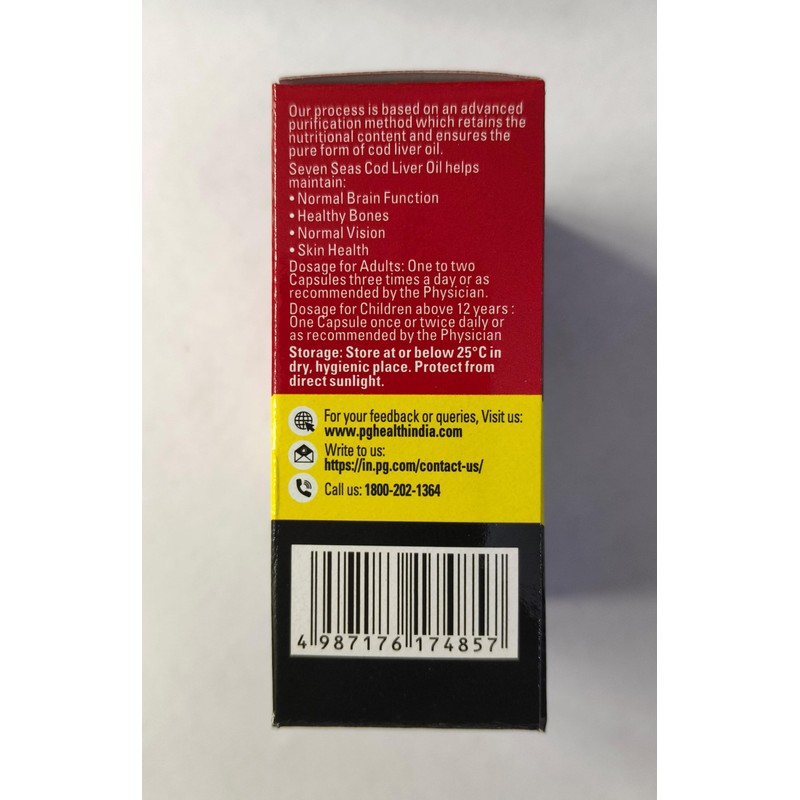 Our process is based on an advanced
purification method which retains the
nutritional content and ensures the
pure form of cod liver oil.
Seven Seas Cod Liver Oil helps
maintain:
• Normal Brain Function
• Healthy Bones
• Normal Vision
• Skin Health
Dosage for Adults: One to two
Capsules three times a day or as
recommended by the Physician.
Dosage for Children above 12 years :
One Capsule once or twice daily or
as recommended by the Physician
Storage: Store at or below 25°C in
dry, hygienic place. Protect from
direct sunlight.
For your feedback or queries, Visit us:
www.pghealthindia.com
Write to us:
https://in.pg.com/contact-us/
Call us: 1800-202-1364
4 987176 174857